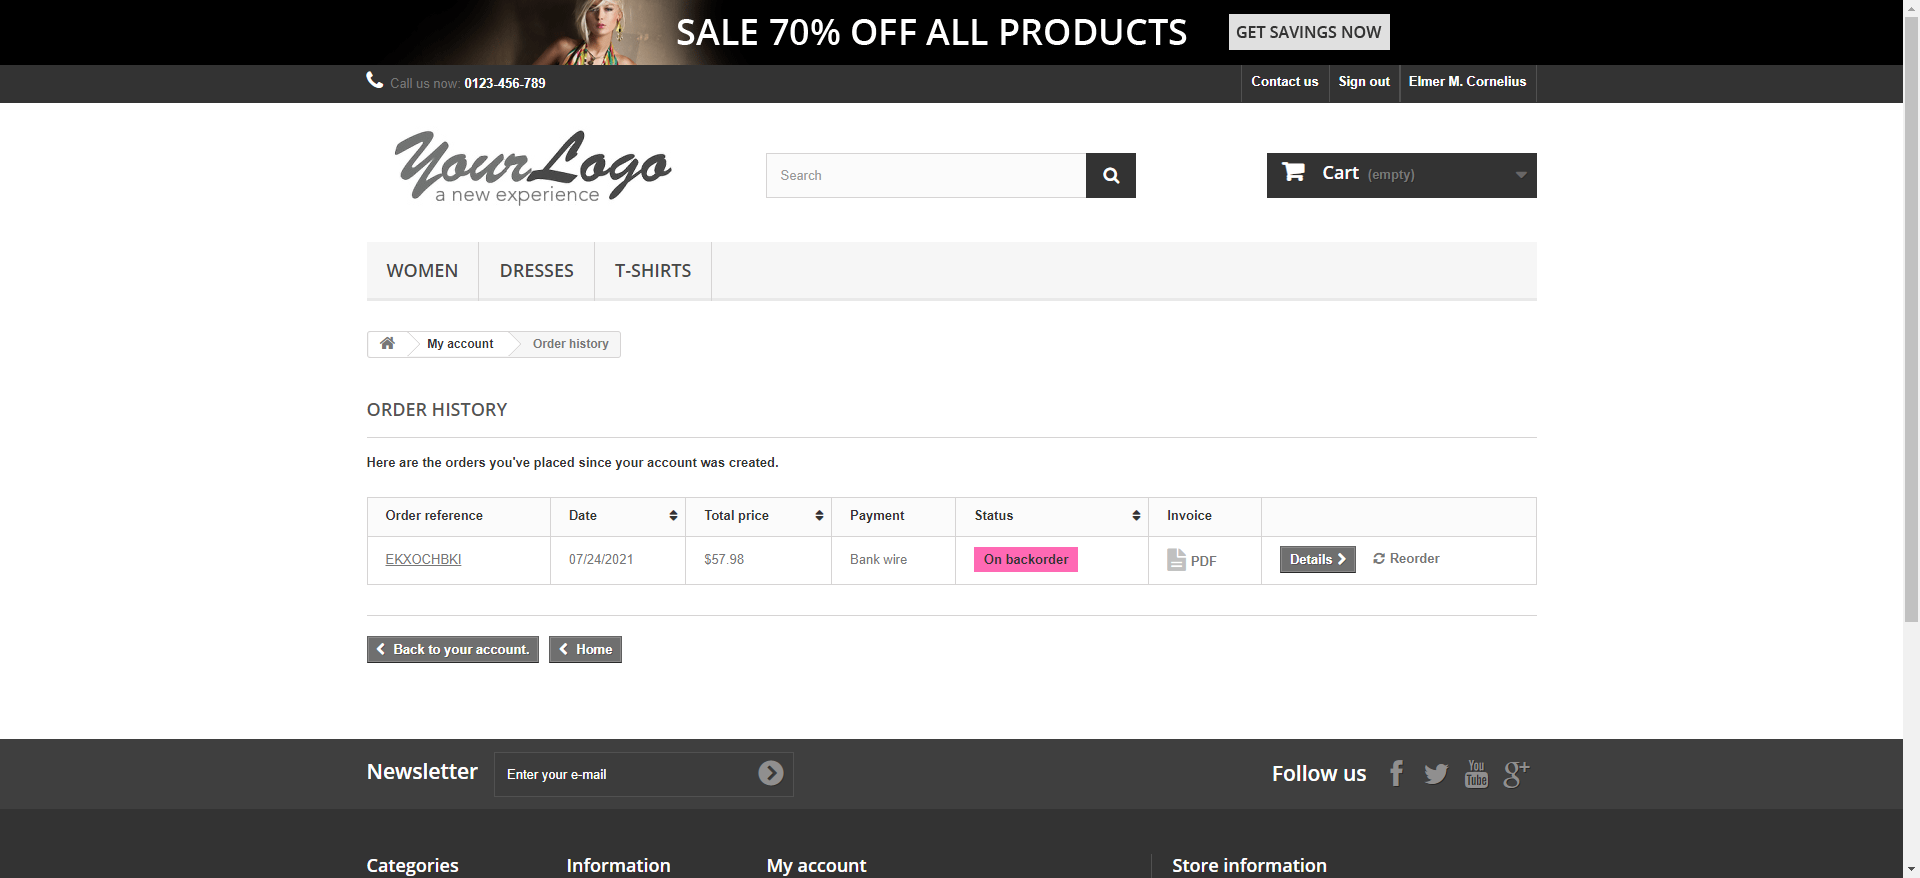 SALE 70% OFF ALL PRODUCTS GET SAVINGS NOW
Call us now: 0123-456-789 Contact us Sign out Elmer M. Cornelius
YourLogo
a new experience
Search
Cart (empty)
WOMEN DRESSES T-SHIRTS
My account Order history
ORDER HISTORY
Here are the orders you've placed since your account was created.
Order reference Date Total price Payment Status Invoice
EKXOCHBKI 07/24/2021 $57.98 Bank wire On backorder PDF Details Reorder
Back to your account. Home
Newsletter Enter your e-mail Follow us f You Tube g+
Categories Information My account Store information